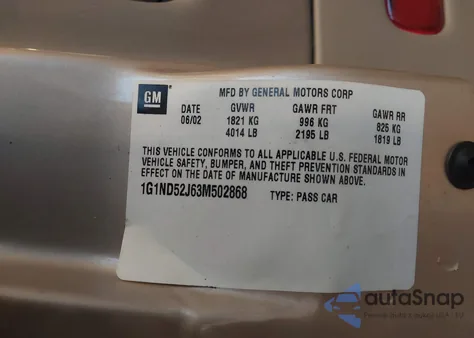 GM
MFD BY GENERAL MOTORS CORP
DATE GVWR GAWR FRT GAWR RR
06/02 1821 KG 996 KG 825 KG
4014 LB 2195 LB 1819 LB
THIS VEHICLE CONFORMS TO ALL APPLICABLE U.S. FEDERAL MOTOR
VEHICLE SAFETY, BUMPER, AND THEFT PREVENTION STANDARDS IN
EFFECT ON THE DATE OF MANUFACTURE SHOWN ABOVE.
1G1ND52J63M502868 TYPE: PASS CAR
autaSnap